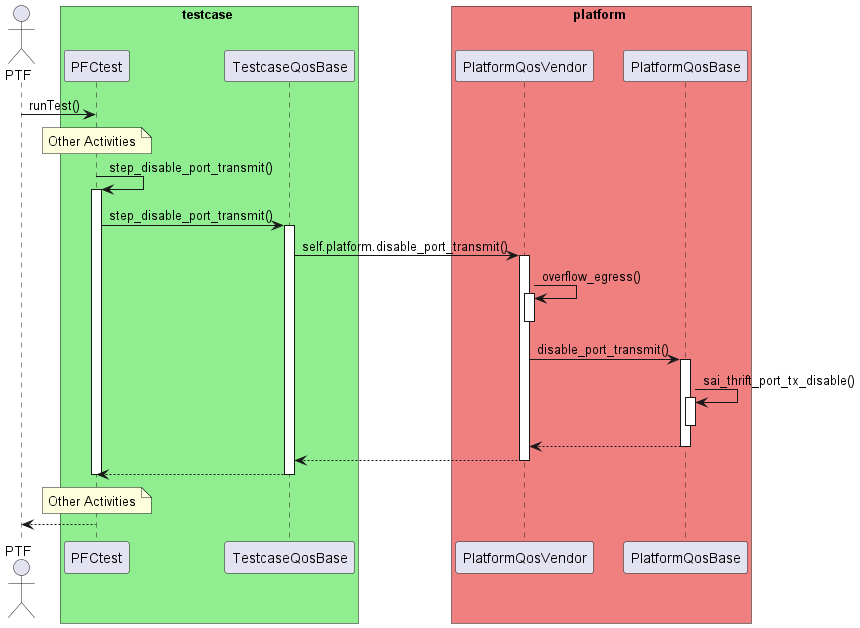 testcase
platform
PTF
PFCtest
TestcaseQosBase
PlatformQosVendor
PlatformQosBase
runTest()
Other Activities
step_disable_port_transmit()
step_disable_port_transmit()
self.platform.disable_port_transmit()
overflow_egress()
disable_port_transmit()
sai_thrift_port_tx_disable()
Other Activities
PTF
PFCtest
TestcaseQosBase
PlatformQosVendor
PlatformQosBase